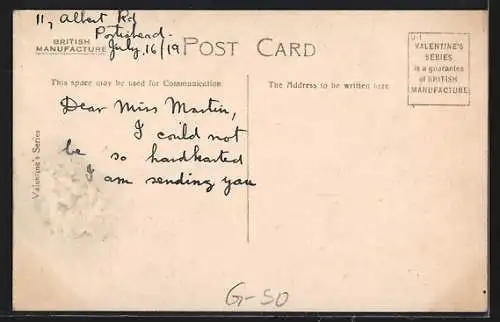 11, Albert Rd
Portishead.
July, 16/19
BRITISH
MANUFACTURE
POST CARD
U-1
VALENTINE'S
SERIES
is a guarantee
of BRITISH
MANUFACTURE
This space may be used for Communication
The Address to be written here
Dear Miss Martin,
I could not
be so hardharted
I am sending you
Valentine's Series
G-50